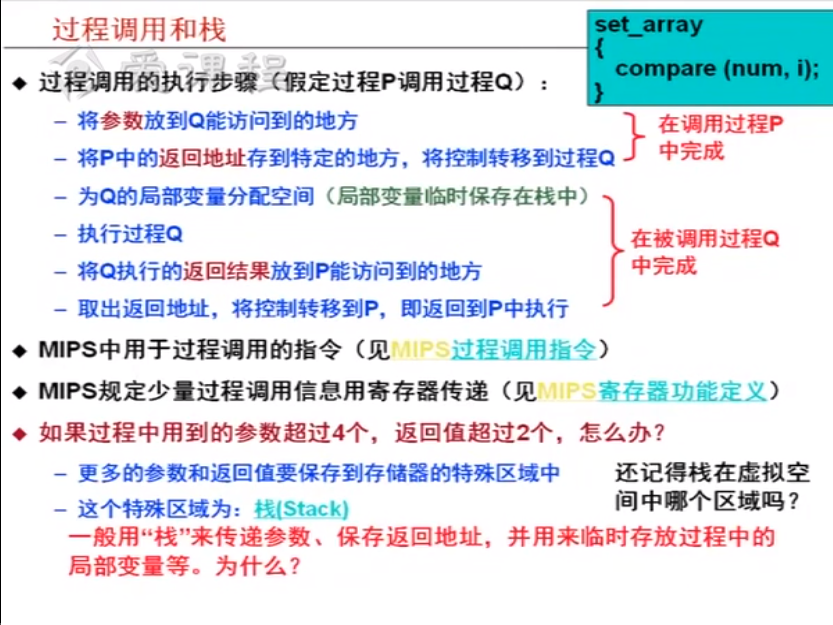 过程调用和栈
set_array
{
compare (num, i);
}
爱课程
◆ 过程调用的执行步骤（假定过程P调用过程Q）：
– 将参数放到Q能访问到的地方
– 将P中的返回地址存到特定的地方，将控制转移到过程Q
在调用过程P
中完成
– 为Q的局部变量分配空间（局部变量临时保存在栈中）
– 执行过程Q
– 将Q执行的返回结果放到P能访问到的地方
– 取出返回地址，将控制转移到P，即返回到P中执行
在被调用过程Q
中完成
◆ MIPS中用于过程调用的指令（见MIPS过程调用指令）
◆ MIPS规定少量过程调用信息用寄存器传递（见MIPS寄存器功能定义）
◆ 如果过程中用到的参数超过4个，返回值超过2个，怎么办？
– 更多的参数和返回值要保存到存储器的特殊区域中
– 这个特殊区域为：栈(Stack)
还记得栈在虚拟空
间中哪个区域吗？
一般用“栈”来传递参数、保存返回地址，并用来临时存放过程中的
局部变量等。为什么？